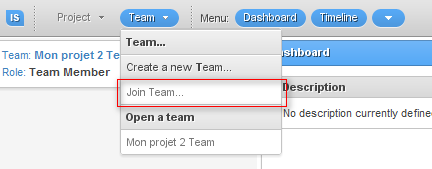 iS Project Team Menu: Dashboard Timeline
Team: Mon projet 2 Team
Role: Team Member
Team...
Create a new Team...
Join Team...
Open a team
Mon projet 2 Team
ashboard
Description
No description currently define